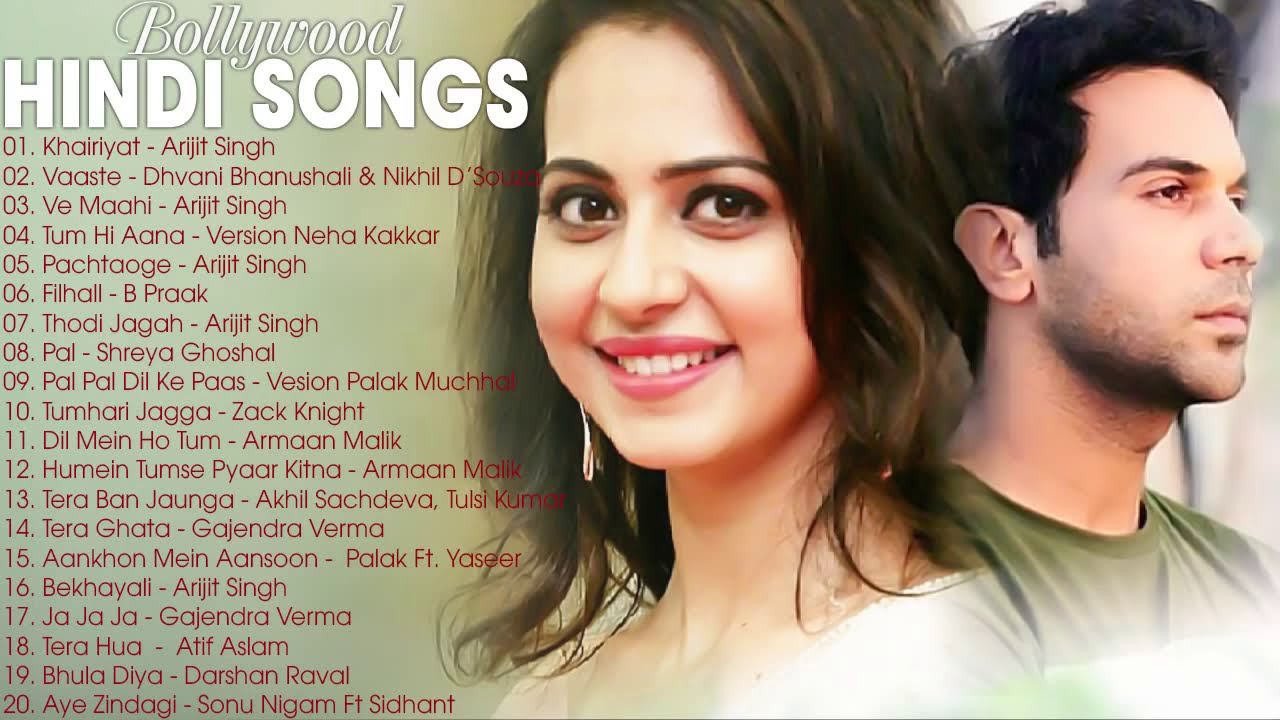 Bollywood
HINDI SONGS
01. Khairiyat - Arijit Singh
02. Vaaste - Dhvani Bhanushali & Nikhil D'Souza
03. Ve Maahi - Arijit Singh
04. Tum Hi Aana - Version Neha Kakkar
05. Pachtaoge - Arijit Singh
06. Filhall - B Praak
07. Thodi Jagah - Arijit Singh
08. Pal - Shreya Ghoshal
09. Pal Pal Dil Ke Paas - Vesion Palak Muchhal
10. Tumhari Jagga - Zack Knight
11. Dil Mein Ho Tum - Armaan Malik
12. Humein Tumse Pyaar Kitna - Armaan Malik
13. Tera Ban Jaunga - Akhil Sachdeva, Tulsi Kumar
14. Tera Ghata - Gajendra Verma
15. Aankhon Mein Aansoon -  Palak Ft. Yaseer
16. Bekhayali - Arijit Singh
17. Ja Ja Ja - Gajendra Verma
18. Tera Hua  -  Atif Aslam
19. Bhula Diya - Darshan Raval
20. Aye Zindagi - Sonu Nigam Ft Sidhant